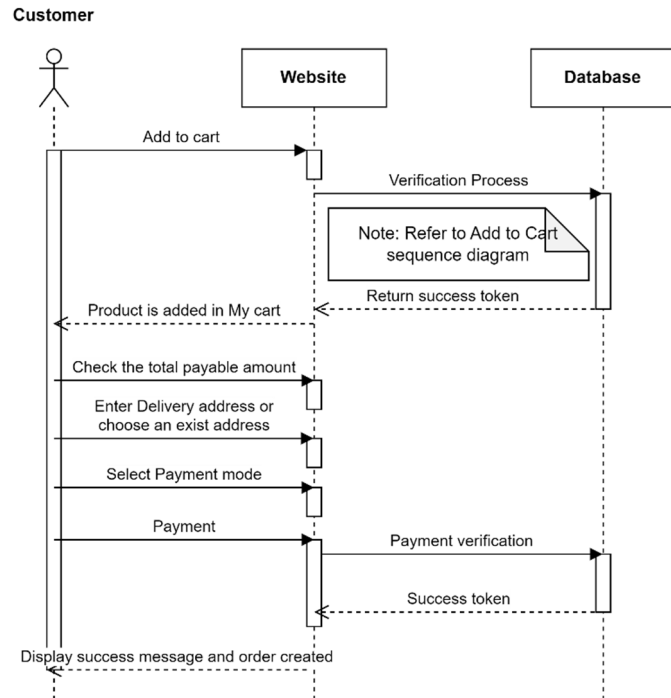 Customer
Website
Database
Add to cart
Verification Process
Note: Refer to Add to Cart
sequence diagram
Return success token
Product is added in My cart
Check the total payable amount
Enter Delivery address or
choose an exist address
Select Payment mode
Payment
Payment verification
Success token
Display success message and order created